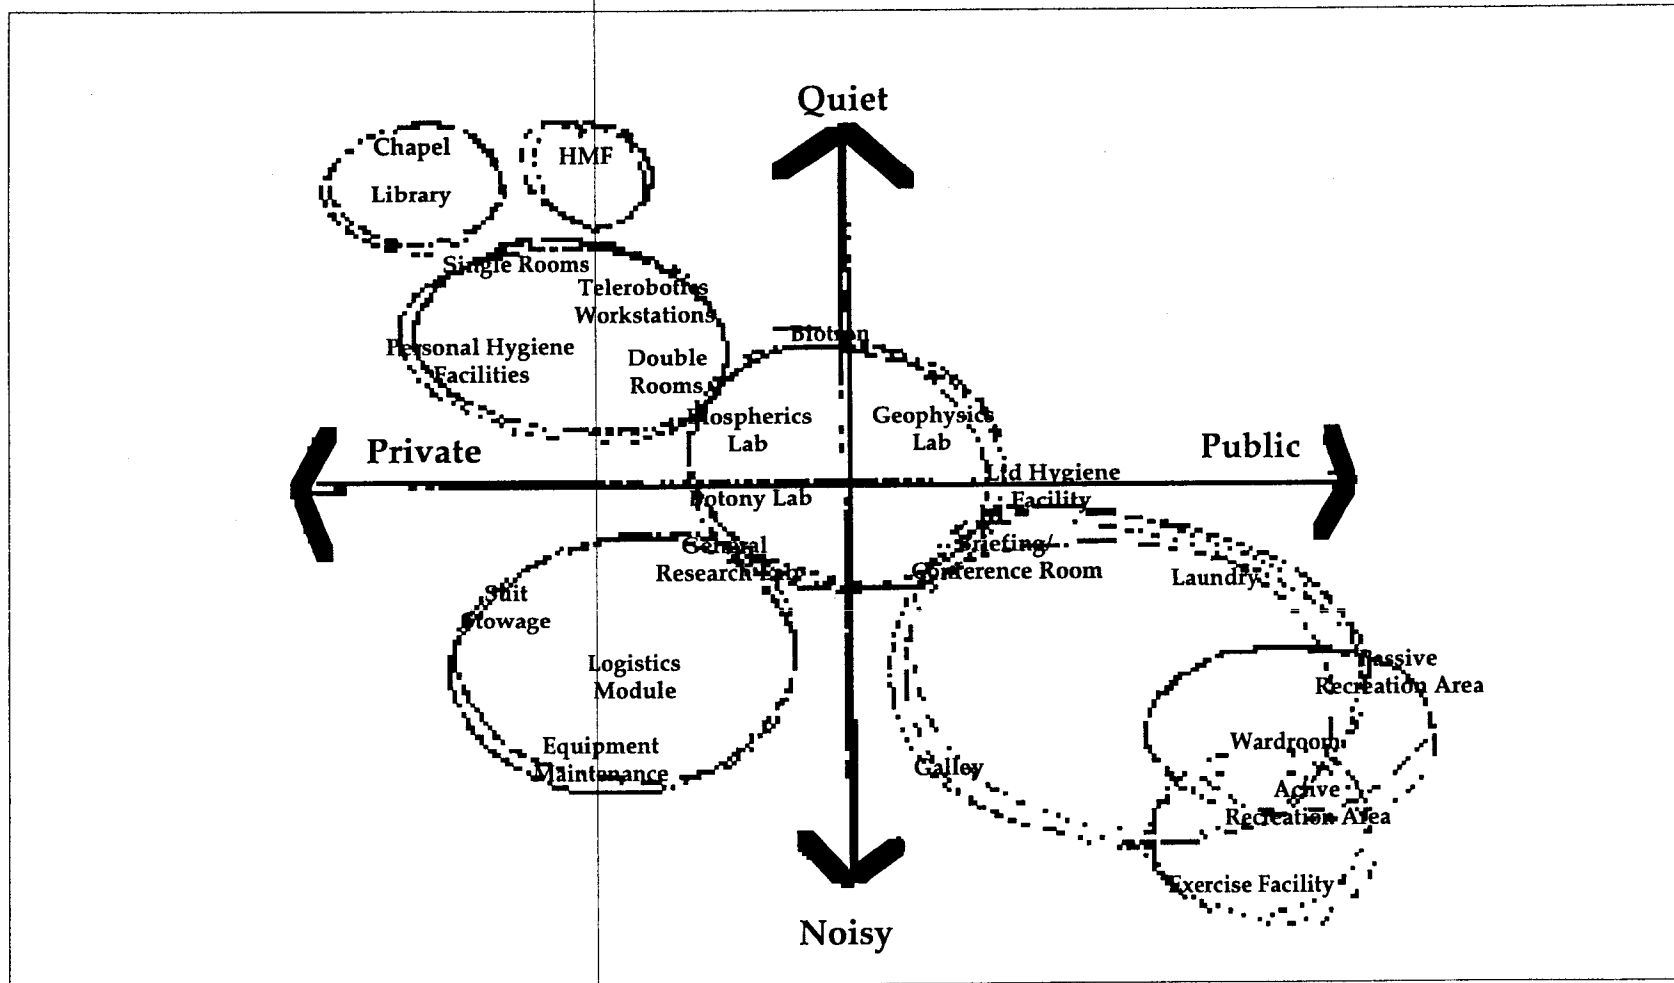 Quiet
Chapel
HMF
Library
Single Rooms
Telerobotics
Workstations
Biotron
Personal Hygiene
Facilities
Double
Rooms
Biospherics
Lab
Geophysics
Lab
Private
Public
Botony Lab
Hygiene
Facility
General
Research Lab
Briefing/
Conference Room
Laundry
Suit
Stowage
Logistics
Module
Passive
Recreation Area
Equipment
Maintenance
Wardroom
Galley
Active
Recreation Area
Exercise Facility
Noisy